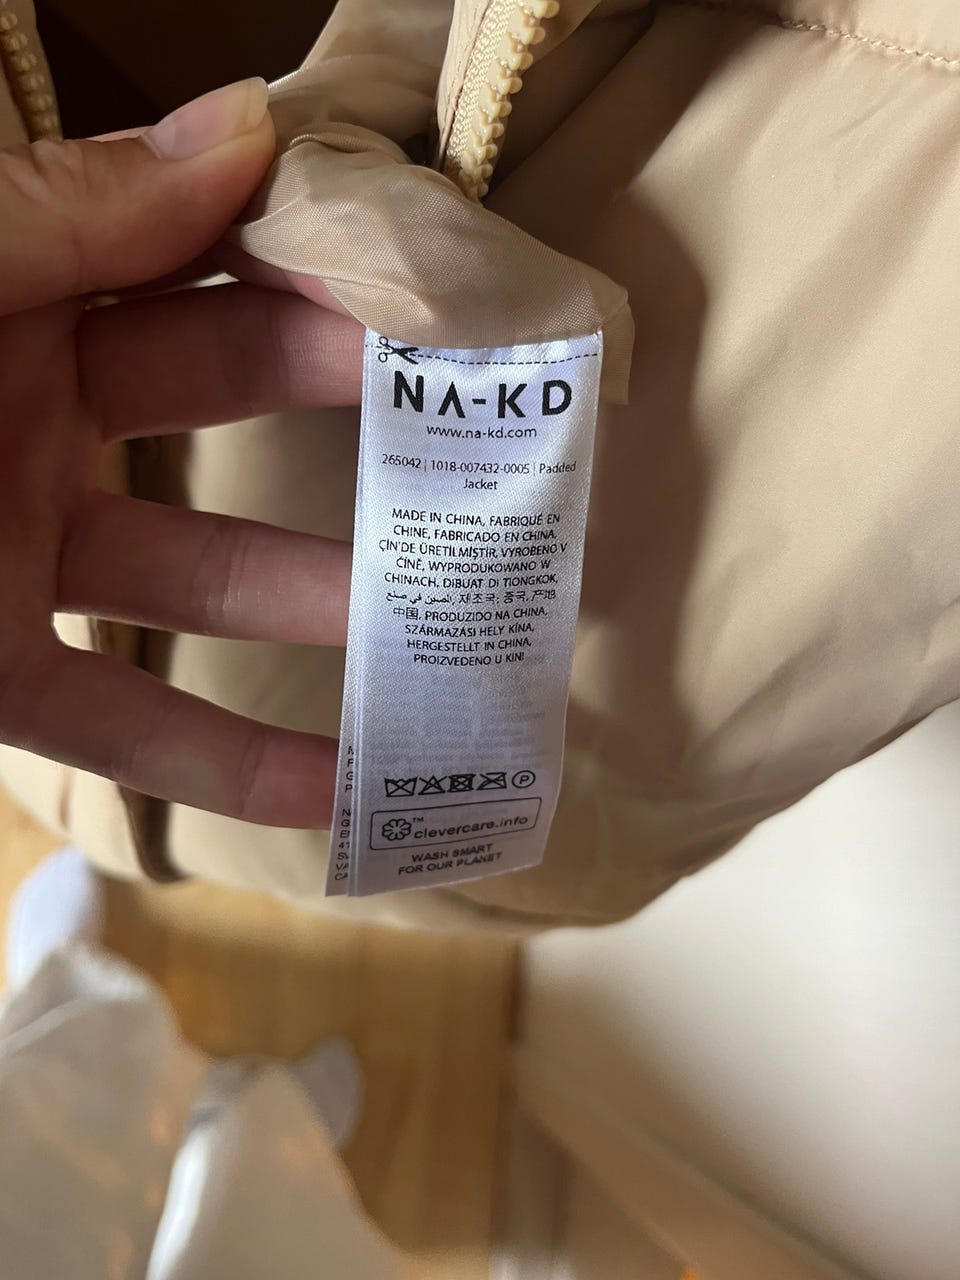 NA-KD
www.na-kd.com
265042 | 1018-007432-0005 | Padded
Jacket
MADE IN CHINA, FABRIQUÉ EN
CHINE, FABRICADO EN CHINA,
ÇİN'DE ÜRETİLMİŞTİR, VYROBENO V
ČÍNĚ, WYPRODUKOWANO W
CHINACH, DIBUAT DI TIONGKOK,
الصين في صنع, 제조국: 중국, 产地
中国, PRODUZIDO NA CHINA,
SZÁRMAZÁSI HELY KÍNA,
HERGESTELLT IN CHINA,
PROIZVEDENO U KINI
P
™
clevercare.info
WASH SMART
FOR OUR PLANET